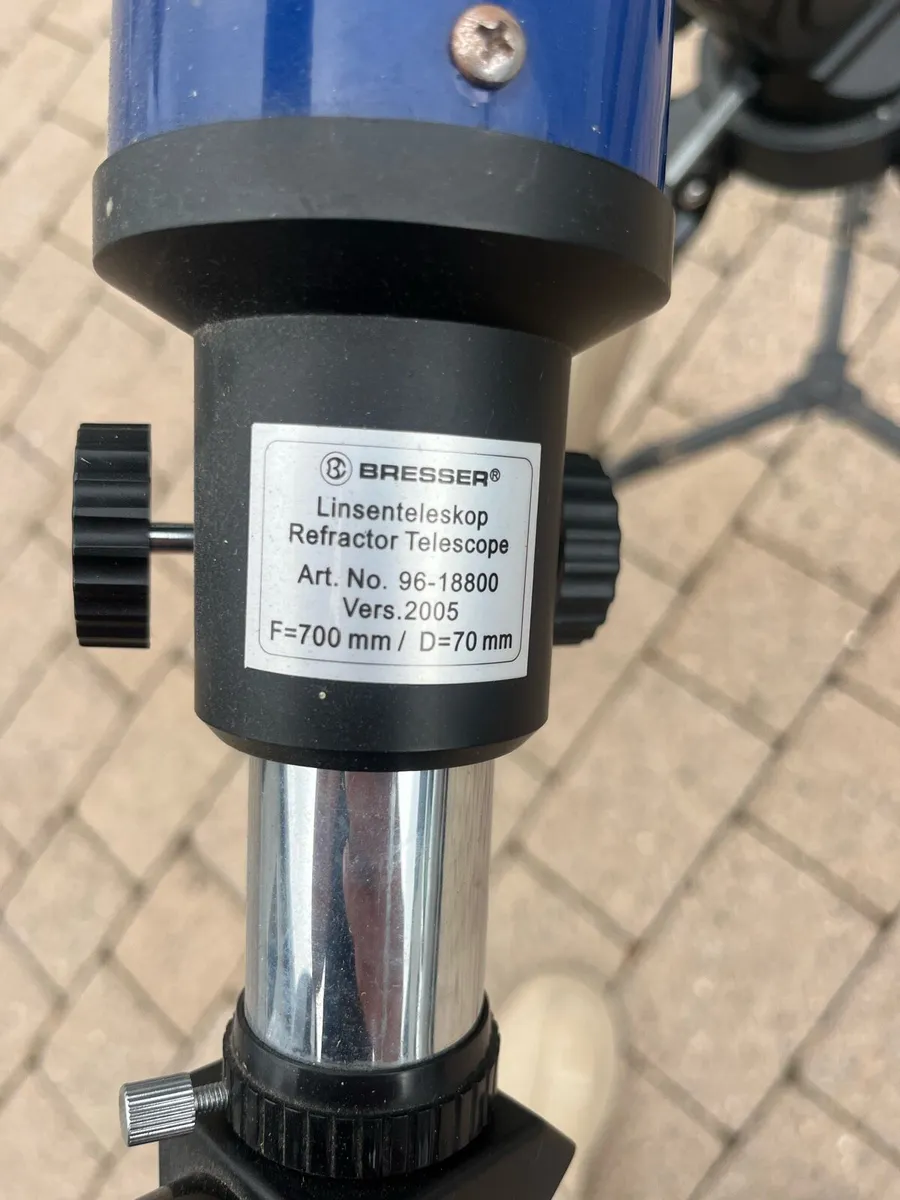 BRESSER®
Linsenteleskop
Refractor Telescope
Art. No. 96-18800
Vers.2005
F=700 mm / D=70 mm